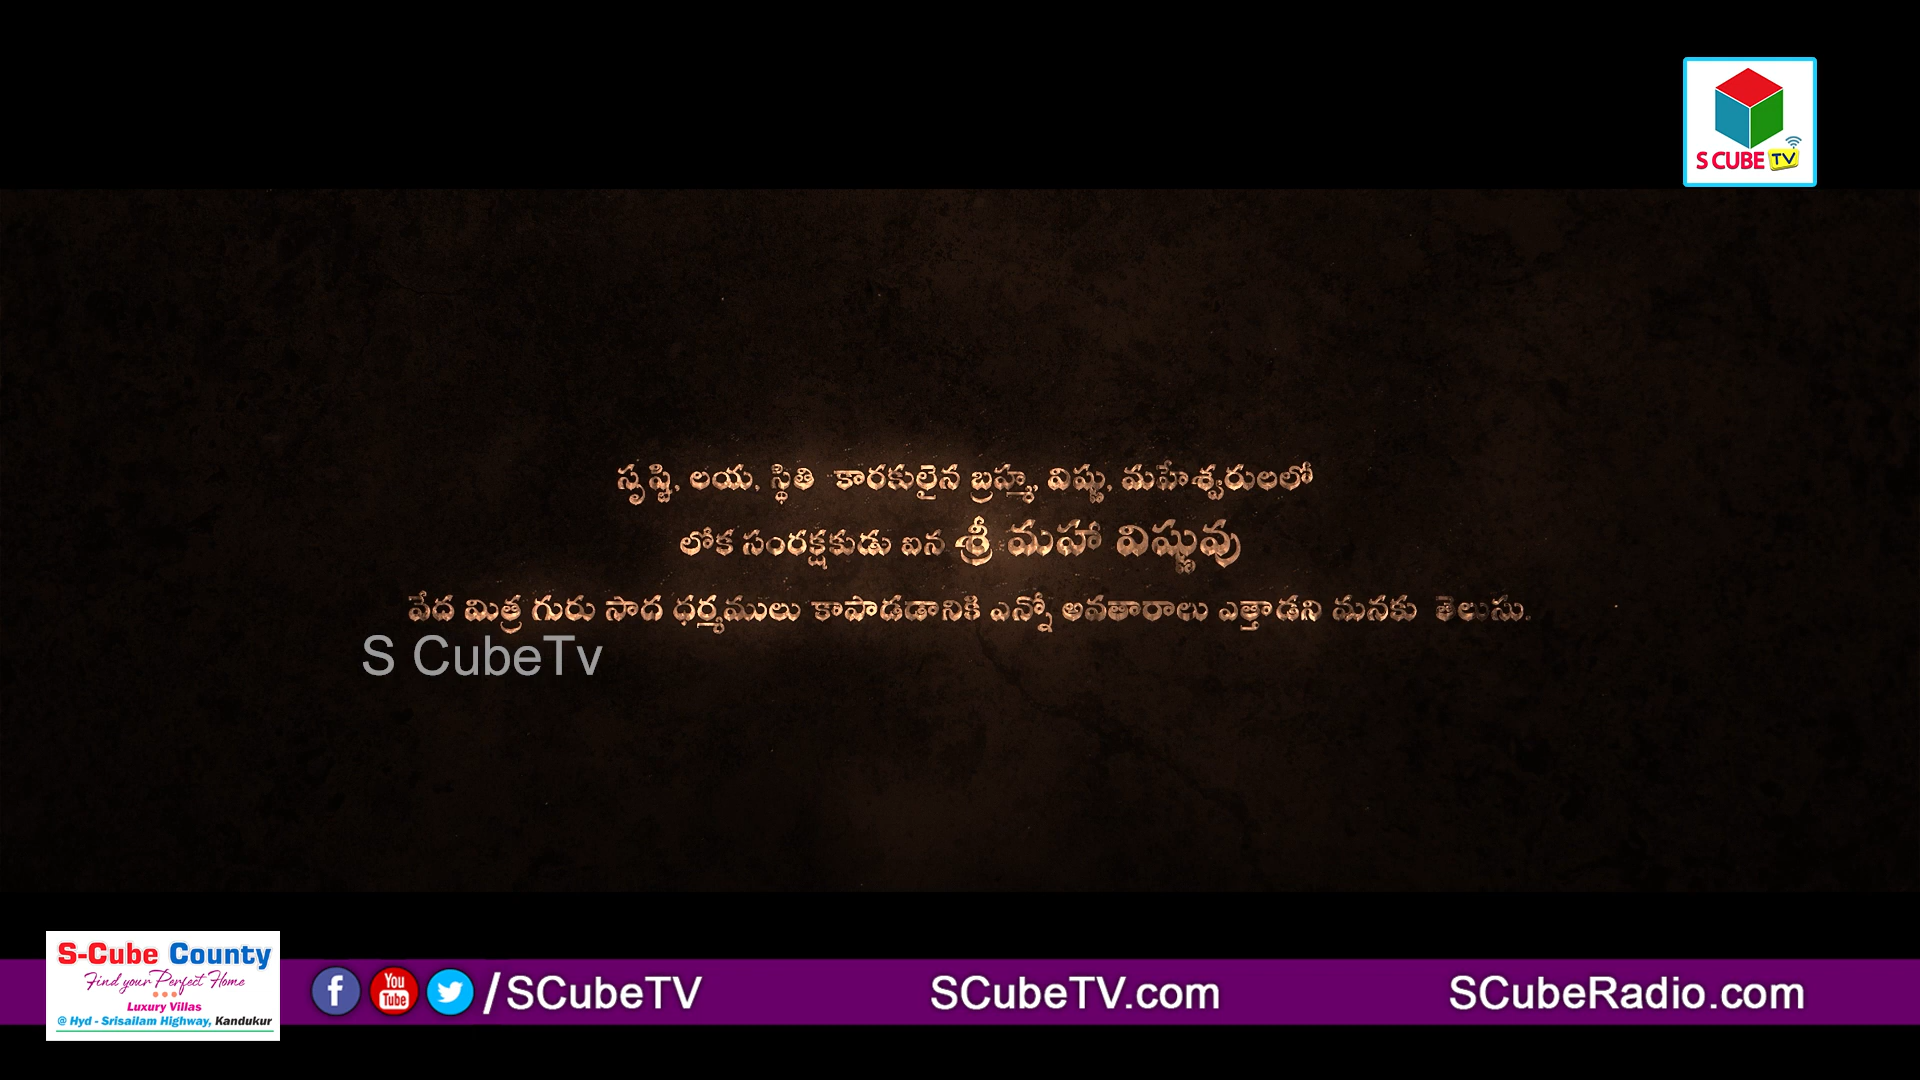 S CUBE TV
సృష్టి, లయ, స్థితి కారకులైన బ్రహ్మ, విష్ణు, మహేశ్వరులలో
లోక సంరక్షకుడు ఐన శ్రీ మహా విష్ణువు
వేద మిత్ర గురు సాద ధర్మములు కాపాడడానికి ఎన్నో అవతారాలు ఎత్తాడని మనకు తెలుసు.
S CubeTv
S-Cube County
Find your Perfect Home
Luxury Villas
@ Hyd - Srisailam Highway, Kandukur
You Tube
/SCubeTV
SCubeTV.com
SCubeRadio.com